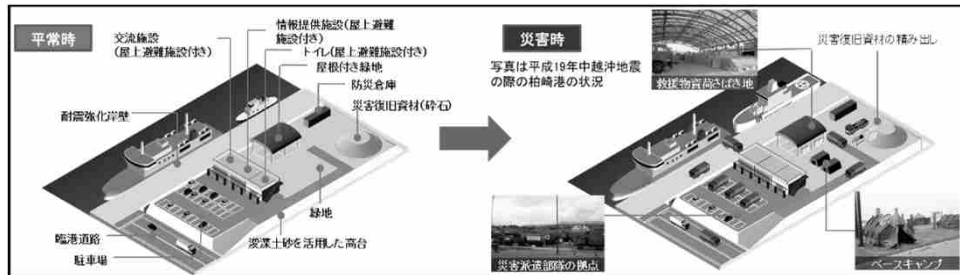 平常時
交流施設
(屋上避難施設付き)
情報提供施設(屋上避難
施設付き)
トイレ(屋上避難施設付き)
屋根付き緑地
防災倉庫
災害復旧資材(砕石)
耐震強化岸壁
緑地
浚渫土砂を活用した高台
臨港道路
駐車場
災害時
写真は平成19年中越沖地震
の際の柏崎港の状況
救援物資荷さばき地
災害復旧資材の積み出し
災害派遣部隊の拠点
ベースキャンプ